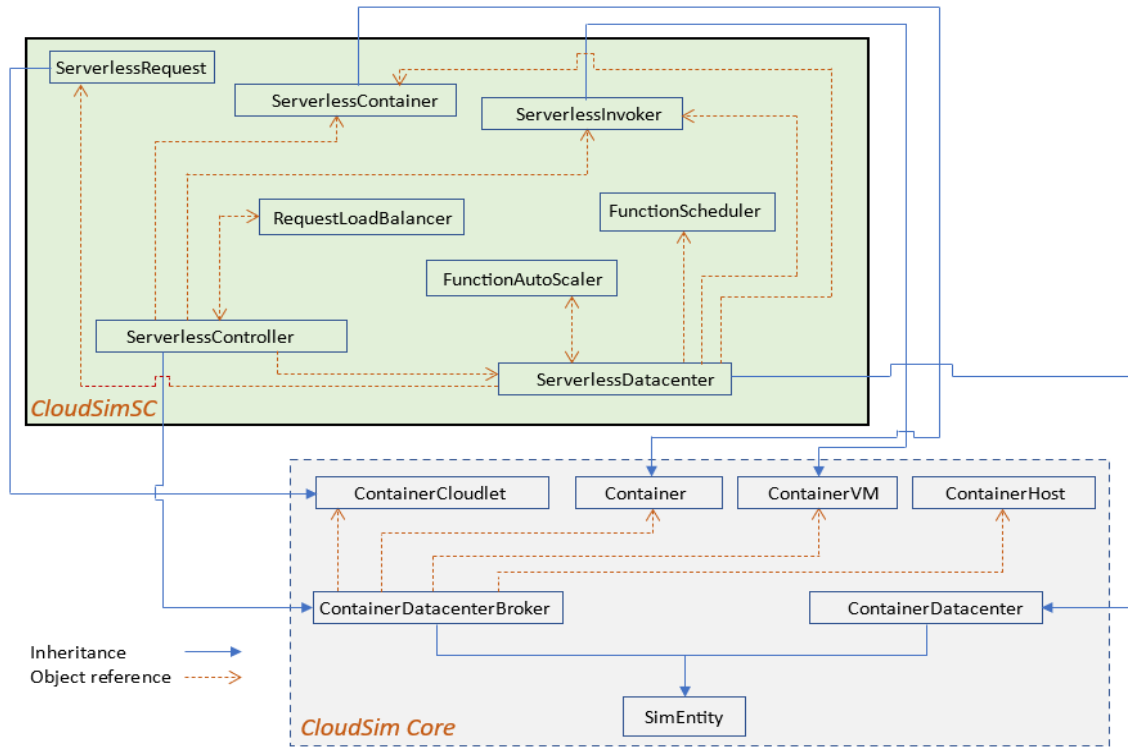 ServerlessRequest
ServerlessContainer
ServerlessInvoker
RequestLoadBalancer
FunctionScheduler
FunctionAutoScaler
ServerlessController
ServerlessDatacenter
CloudSimSC
ContainerCloudlet
Container
ContainerVM
ContainerHost
ContainerDatacenterBroker
ContainerDatacenter
Inheritance
Object reference
SimEntity
CloudSim Core